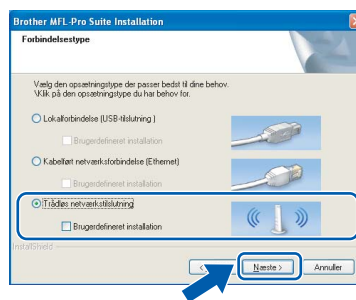 Brother MFL-Pro Suite Installation
Forbindelsestype
Vælg den opsætningstype der passer bedst til dine behov.
Klik på den opsætningstype du har behov for.
Lokalforbindelse (USB-tilslutning )
Brugerdefineret installation
Kabelført netværksforbindelse (Ethernet)
Brugerdefineret installation
Trådløs netværkstilslutning
Brugerdefineret installation
InstallShield
< Næste > Annuller